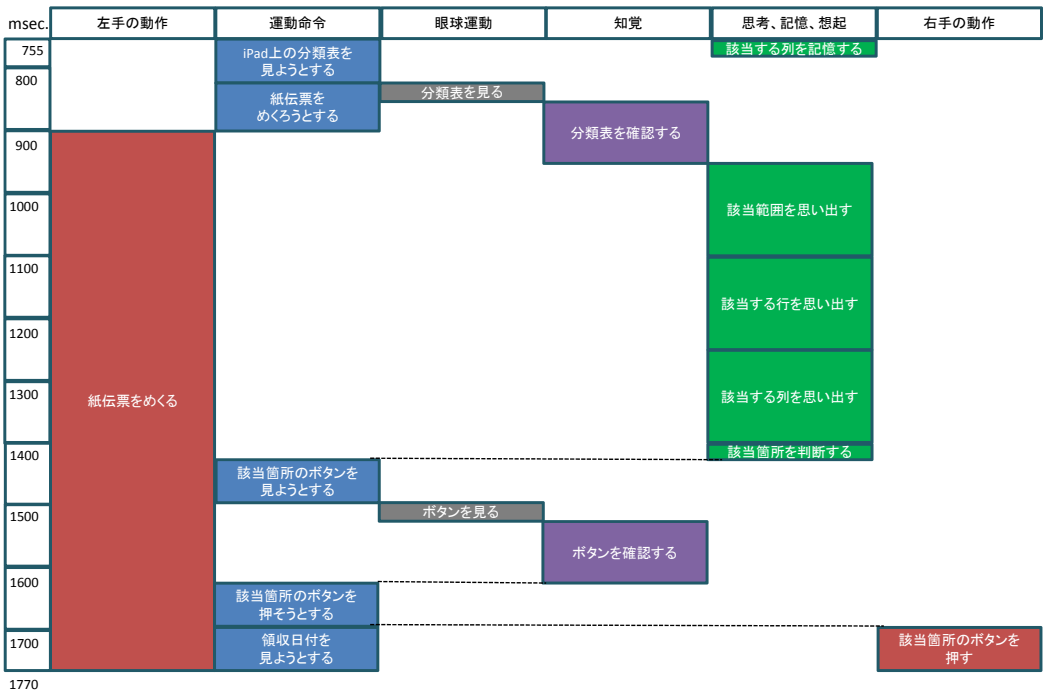 msec.
左手の動作
運動命令
眼球運動
知覚
思考、記憶、想起
右手の動作
755
iPad上の分類表を
見ようとする
該当する列を記憶する
800
紙伝票を
めくろうとする
分類表を見る
分類表を確認する
900
1000
該当範囲を思い出す
1100
該当する行を思い出す
1200
1300
紙伝票をめくる
該当する列を思い出す
1400
該当箇所を判断する
該当箇所のボタンを
見ようとする
1500
ボタンを見る
ボタンを確認する
1600
該当箇所のボタンを
押そうとする
1700
領収日付を
見ようとする
該当箇所のボタンを
押す
1770